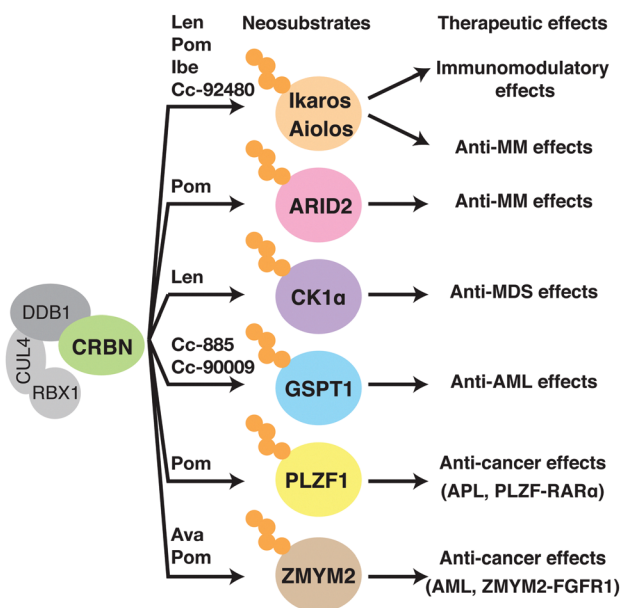 Len
Pom
Ibe
Cc-92480
Neosubstrates
Therapeutic effects
Ikaros
Aiolos
Immunomodulatory
effects
Anti-MM effects
Pom
ARID2
Anti-MM effects
Len
CK1α
Anti-MDS effects
DDB1
CUL4
RBX1
CRBN
Cc-885
Cc-90009
GSPT1
Anti-AML effects
Pom
PLZF1
Anti-cancer effects
(APL, PLZF-RARα)
Ava
Pom
ZMYM2
Anti-cancer effects
(AML, ZMYM2-FGFR1)